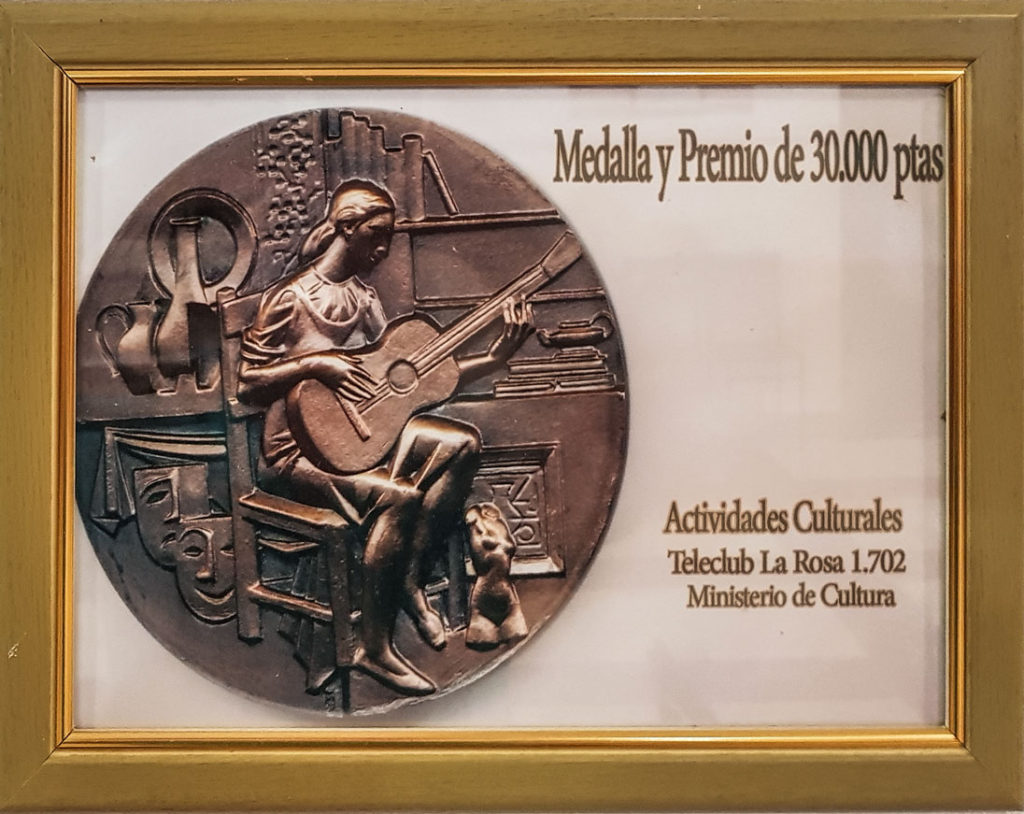 Medalla y Premio de 30.000 ptas
Actividades Culturales
Teleclub La Rosa 1.702
Ministerio de Cultura